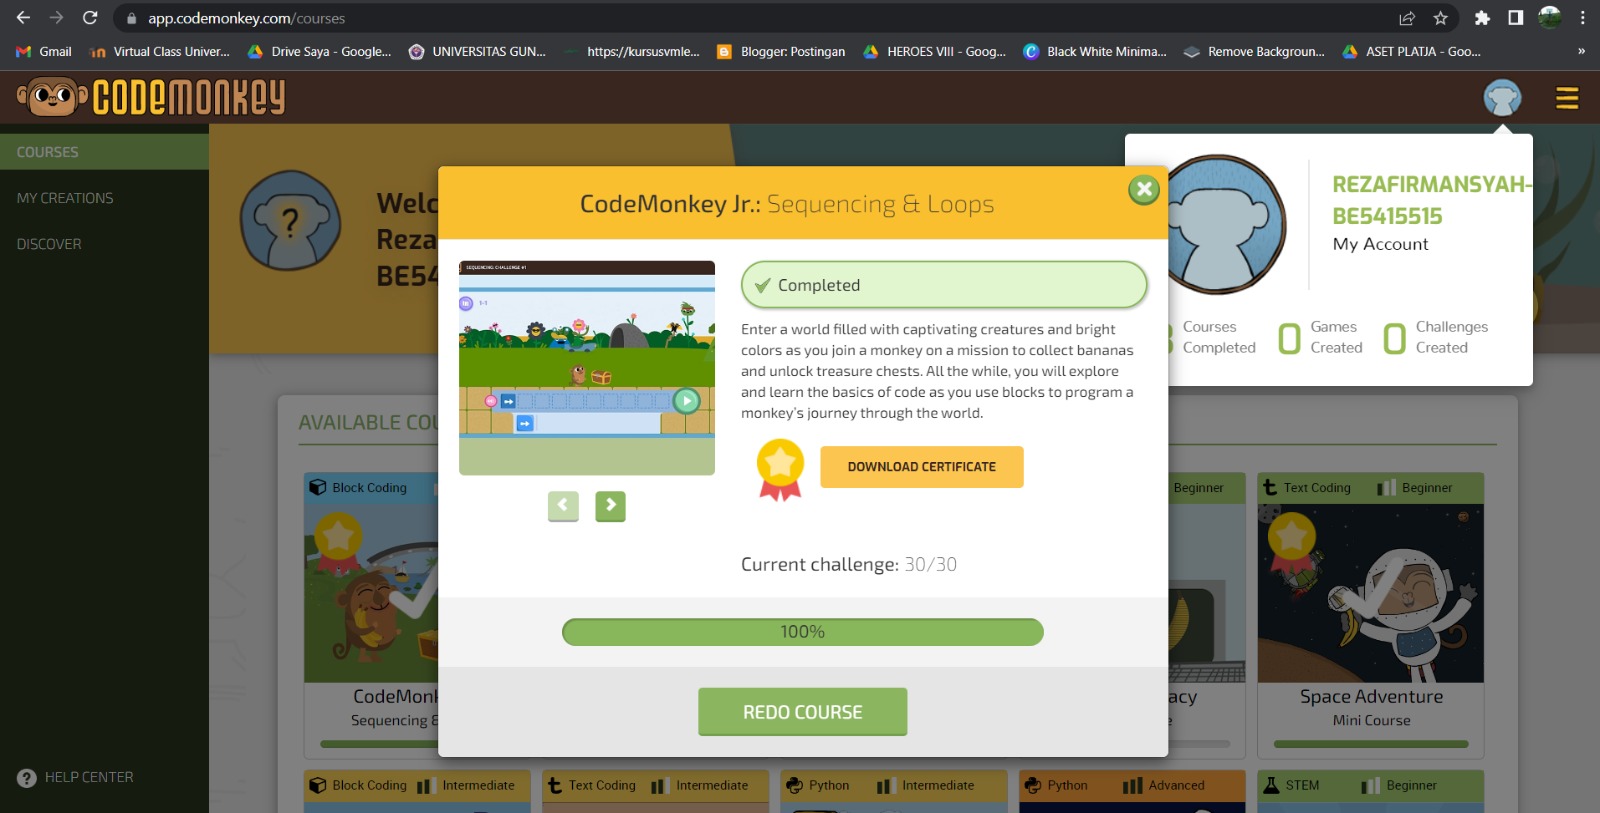 app.codemonkey.com/courses
Gmail
Virtual Class Univer...
Drive Saya - Google...
UNIVERSITAS GUN...
https://kursusvmle...
Blogger: Postingan
HEROES VIII - Goog...
Black White Minima...
Remove Backgroun...
ASET PLATJA - Goo...
»
CODEMONKEY
COURSES
MY CREATIONS
DISCOVER
HELP CENTER
Welc
Reza
BE54
?
REZAFIRMANSYAH-
BE5415515
My Account
Courses
Completed
0 Games
Created
0 Challenges
Created
CodeMonkey Jr.: Sequencing & Loops
SEQUENCING: CHALLENGE #1
1-1
Completed
Enter a world filled with captivating creatures and bright
colors as you join a monkey on a mission to collect bananas
and unlock treasure chests. All the while, you will explore
and learn the basics of code as you use blocks to program a
monkey's journey through the world.
DOWNLOAD CERTIFICATE
Current challenge: 30/30
100%
REDO COURSE
AVAILABLE COU
Block Coding
CodeMonk
Sequencing &
Beginner
acy
e
t Text Coding Beginner
Space Adventure
Mini Course
Block Coding Intermediate
t Text Coding Intermediate
Python Intermediate
Python Advanced
STEM Beginner